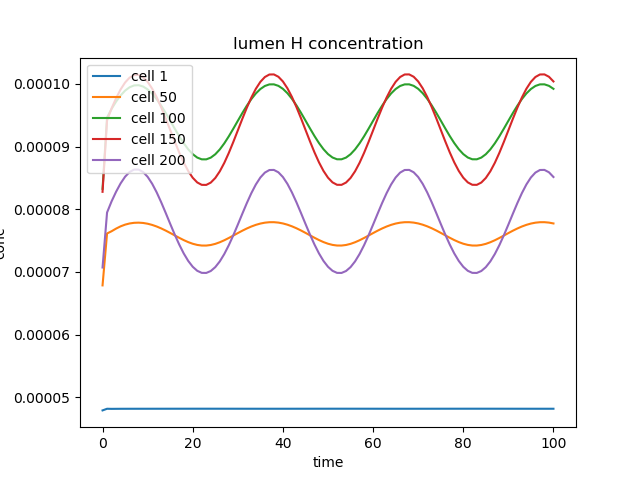 lumen H concentration
cell 1
cell 50
cell 100
cell 150
cell 200
0.00010
0.00009
0.00008
0.00007
0.00006
0.00005
conc
0 20 40 60 80 100
time